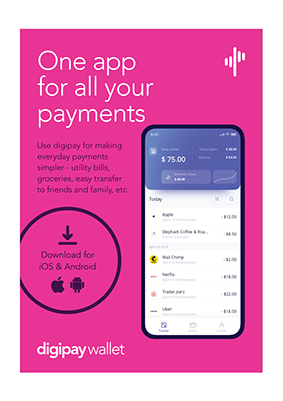 One app
for all your
payments
Use digipay for making
everyday payments
simpler - utility bills,
groceries, easy transfer
to friends and family, etc.
Download for
iOS & Android
$ 75.00
Today
Apple
- $12.00
Elephant Coffee & Roa...
- $8.50
Mail Chimp
- $2.00
Netflix
- $18.00
Trader Joe's
- $22.00
Uber
- $18.00
digipay wallet